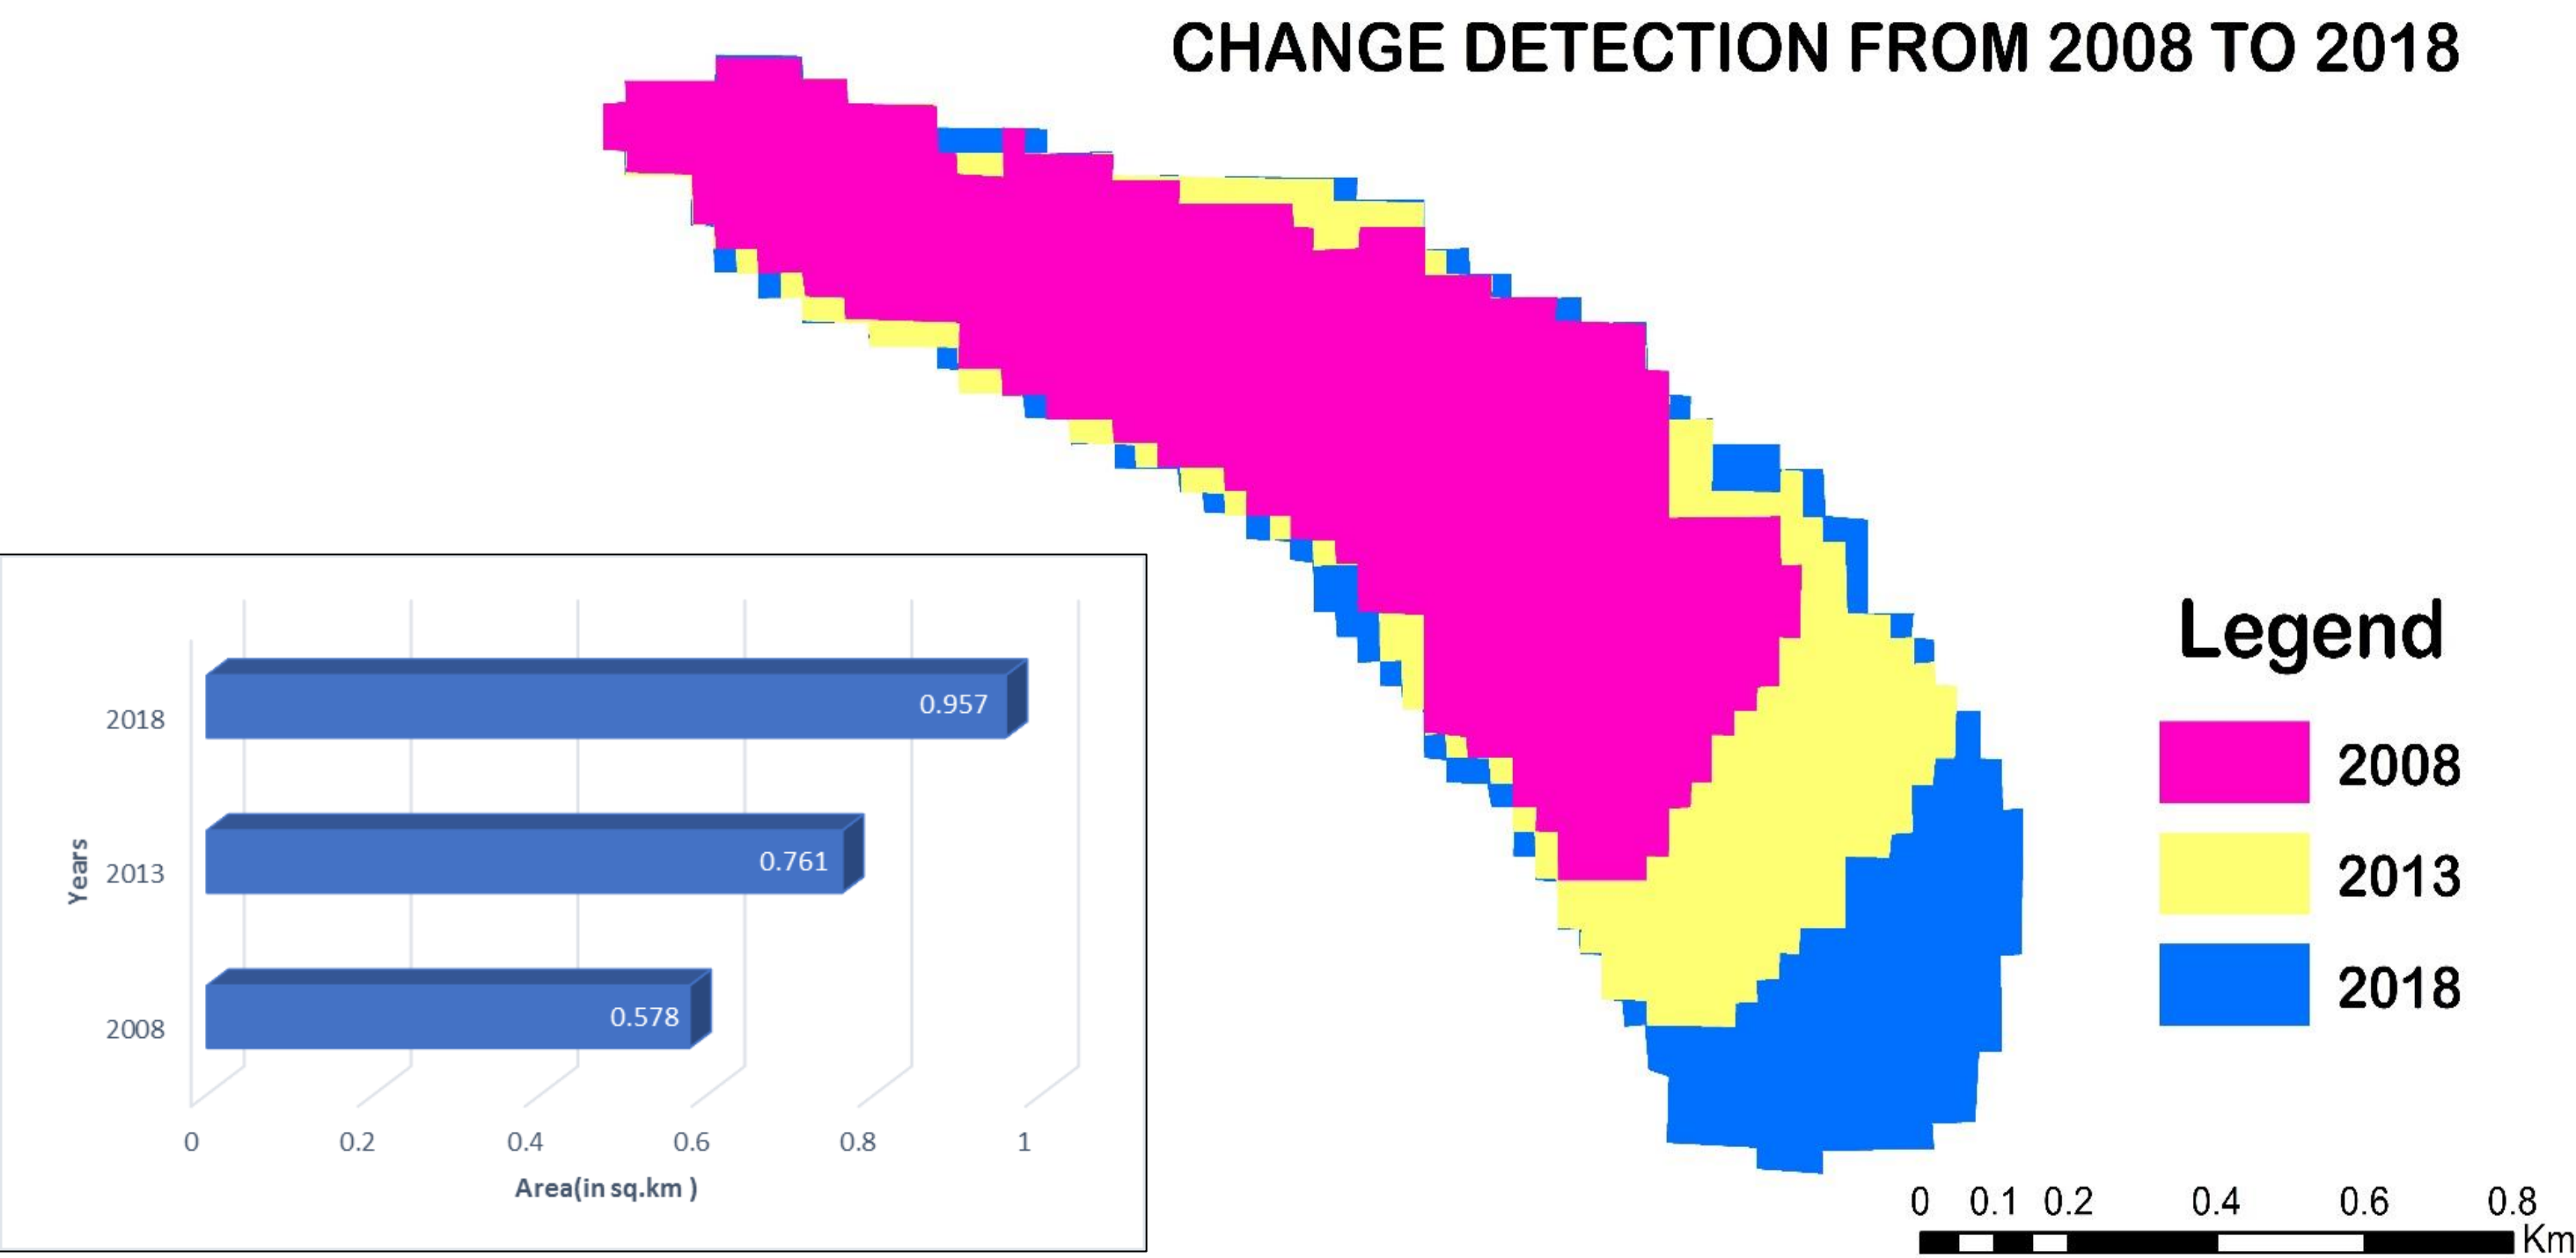 CHANGE DETECTION FROM 2008 TO 2018
2018
0.957
2013
0.761
2008
0.578
Years
0 0.2 0.4 0.6 0.8 1
Area(in sq.km )
Legend
2008
2013
2018
0 0.1 0.2 0.4 0.6 0.8
Km